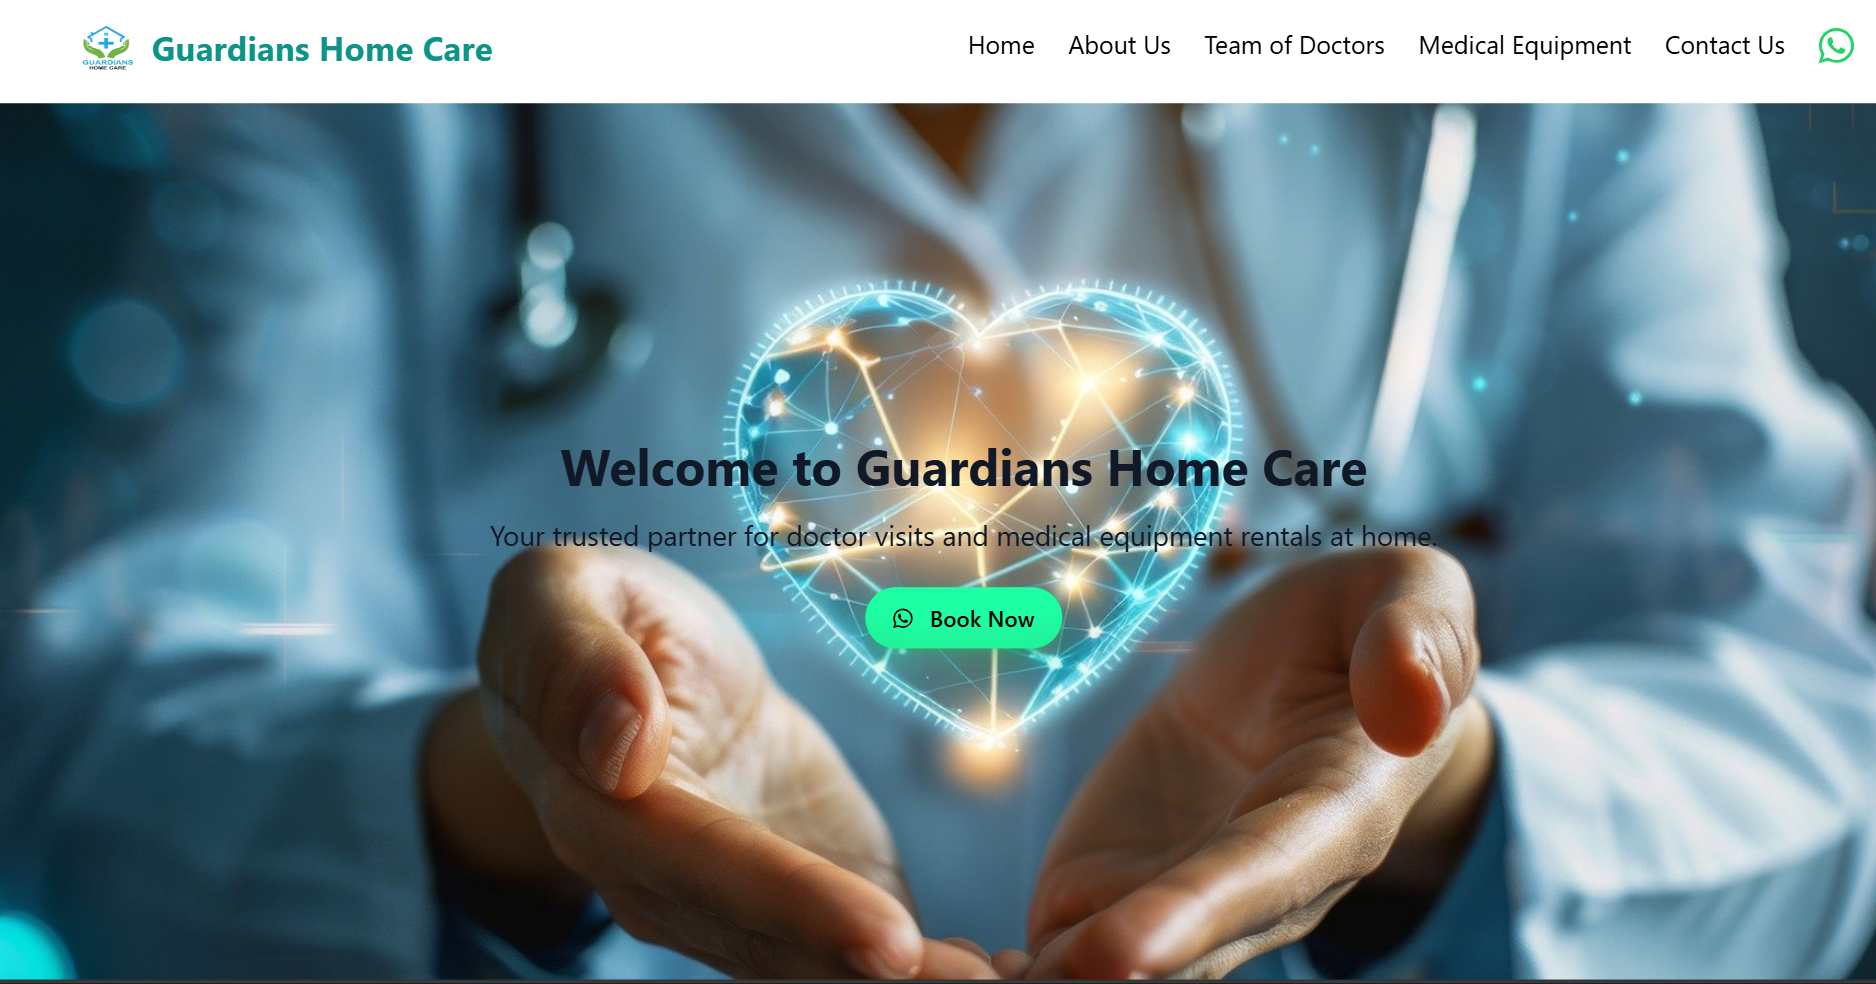 GUARDIANS
HOME CARE
Guardians Home Care
Home
About Us
Team of Doctors
Medical Equipment
Contact Us
Welcome to Guardians Home Care
Your trusted partner for doctor visits and medical equipment rentals at home.
Book Now